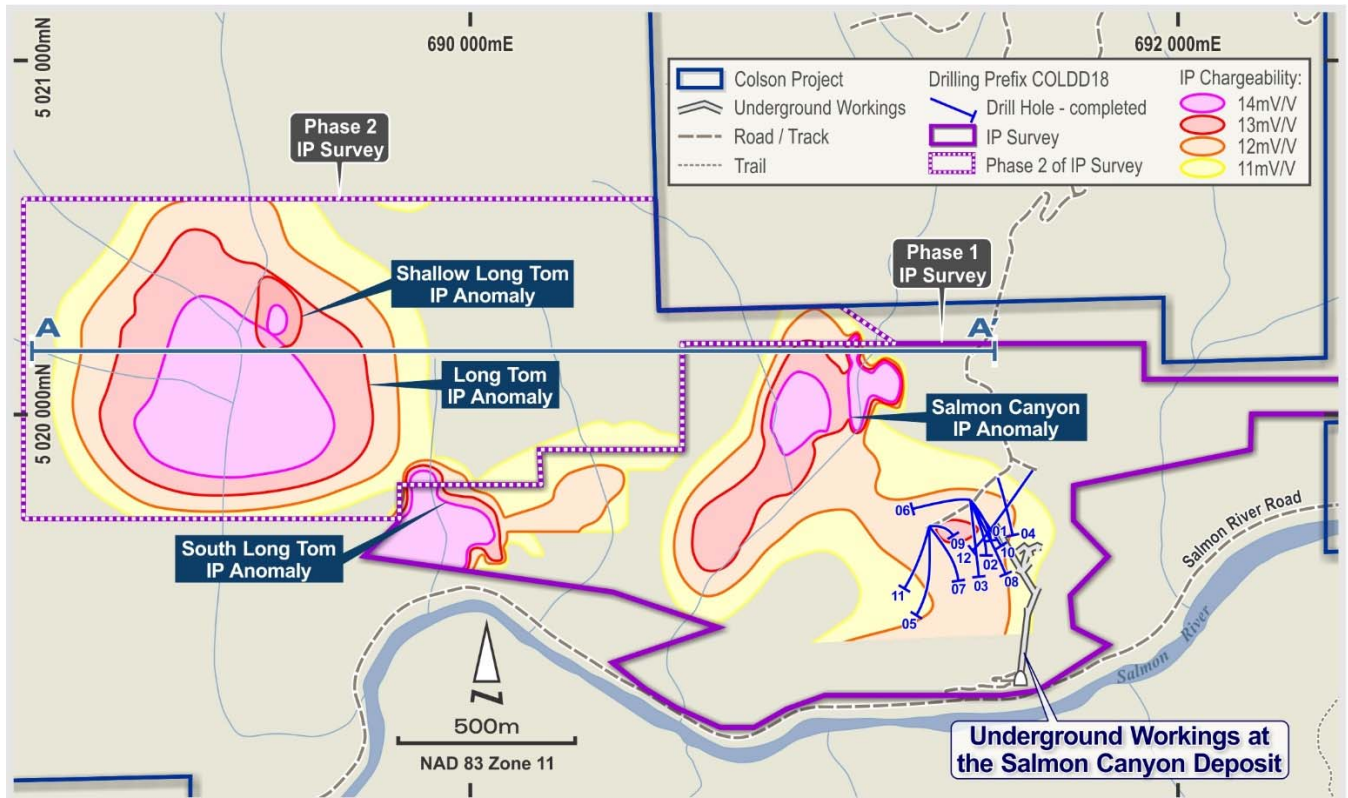 690 000mE
692 000mE
5 021 000mN
5 020 000mN
Colson Project
Underground Workings
Road / Track
Trail
Drilling Prefix COLDD18
Drill Hole - completed
IP Survey
Phase 2 of IP Survey
IP Chargeability:
14mV/V
13mV/V
12mV/V
11mV/V
Phase 2
IP Survey
Phase 1
IP Survey
Shallow Long Tom
IP Anomaly
A
A'
Long Tom
IP Anomaly
Salmon Canyon
IP Anomaly
South Long Tom
IP Anomaly
06
01
04
09
12
10
02
11
07
03
08
05
Salmon River Road
Salmon River
N
500m
NAD 83 Zone 11
Underground Workings at
the Salmon Canyon Deposit